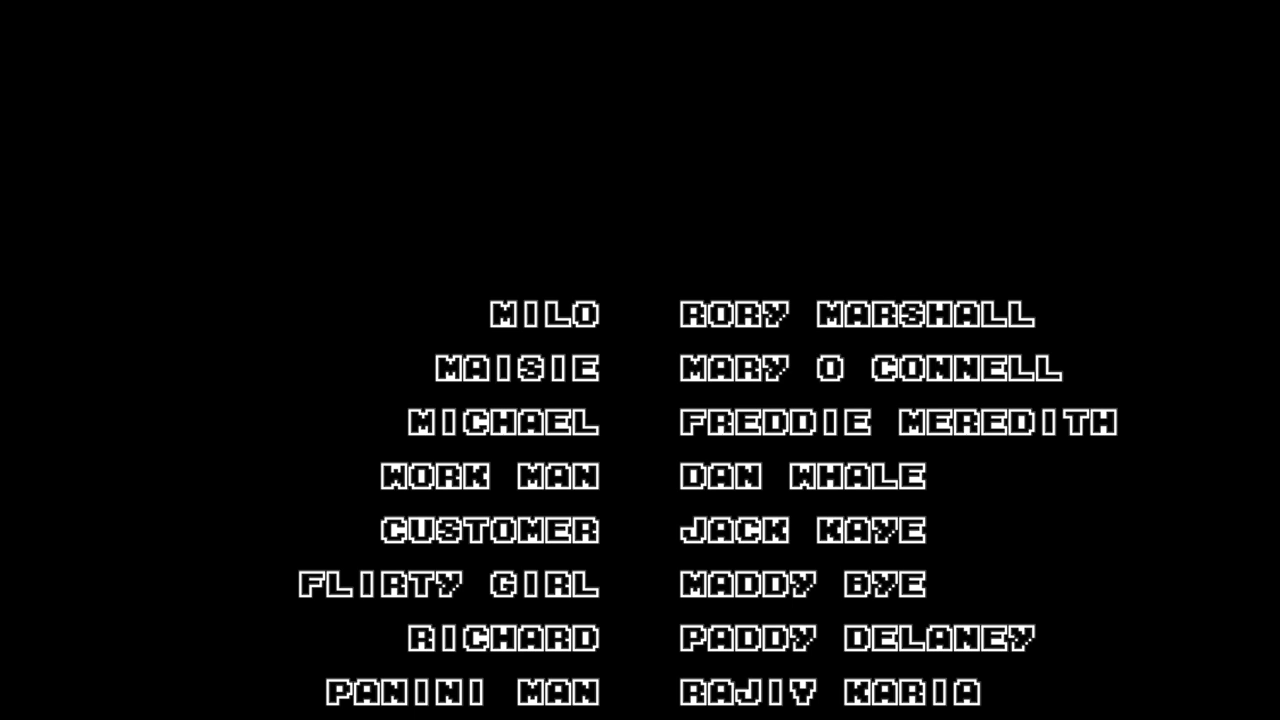 MILO RORY MARSHALL
MAISIE MARY O CONNELL
MICHAEL FREDDIE MEREDITH
WORK MAN DAN WHALE
CUSTOMER JACK KAYE
FLIRTY GIRL MADDY BYE
RICHARD PADDY DELANEY
PANINI MAN RAJIV KARIA